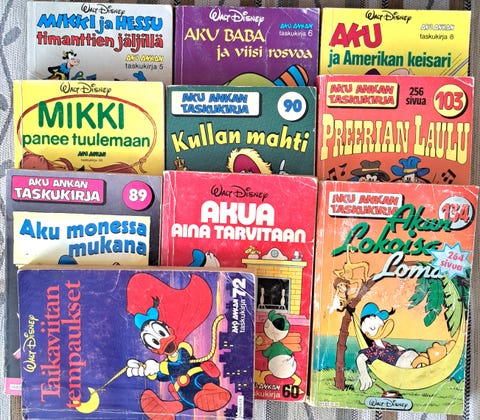 WALT DISNEY
MIKKI ja HESSU
timanttien jäljillä
AKU ANKAN
taskukirja 5
WALT DISNEY
AKU ANKAN
taskukirja 6
AKU BABA
ja viisi rosvoa
WALT DISNEY
AKU ANKAN
taskukirja 8
AKU
ja Amerikan keisari
WALT DISNEY
MIKKI
panee tuulemaan
AKU ANKAN
taskukirja
AKU ANKAN
TASKUKIRJA
90
Kullan mahti
AKU ANKAN
TASKUKIRJA
256
sivua
103
PREERIAN LAULU
AKU ANKAN
TASKUKIRJA
89
Aku monessa
mukana
WALT DISNEY
AKUA
AINA TARVITAAN
AKU ANKAN
taskukirja
60
AKU ANKAN
TASKUKIRJA
134
Akun
Lokoisa
Loma
264
sivua
WALT DISNEY
WALT DISNEY
Taikaviitan
tempaukset
AKU ANKAN
taskukirja 72